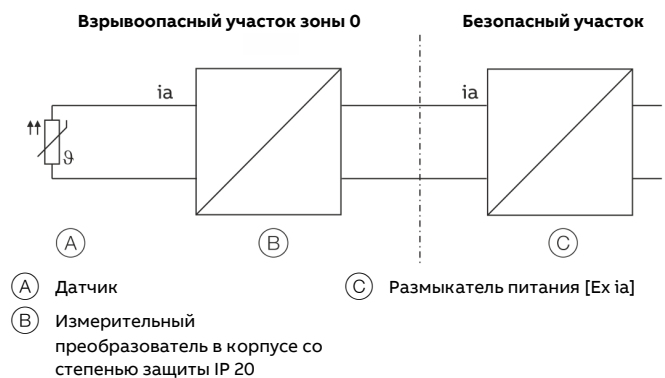 Взрывоопасный участок зоны 0
Безопасный участок
ia
ia
ϑ
A
B
C
A Датчик
C Размыкатель питания [Ex ia]
B Измерительный
преобразователь в корпусе со
степенью защиты IP 20